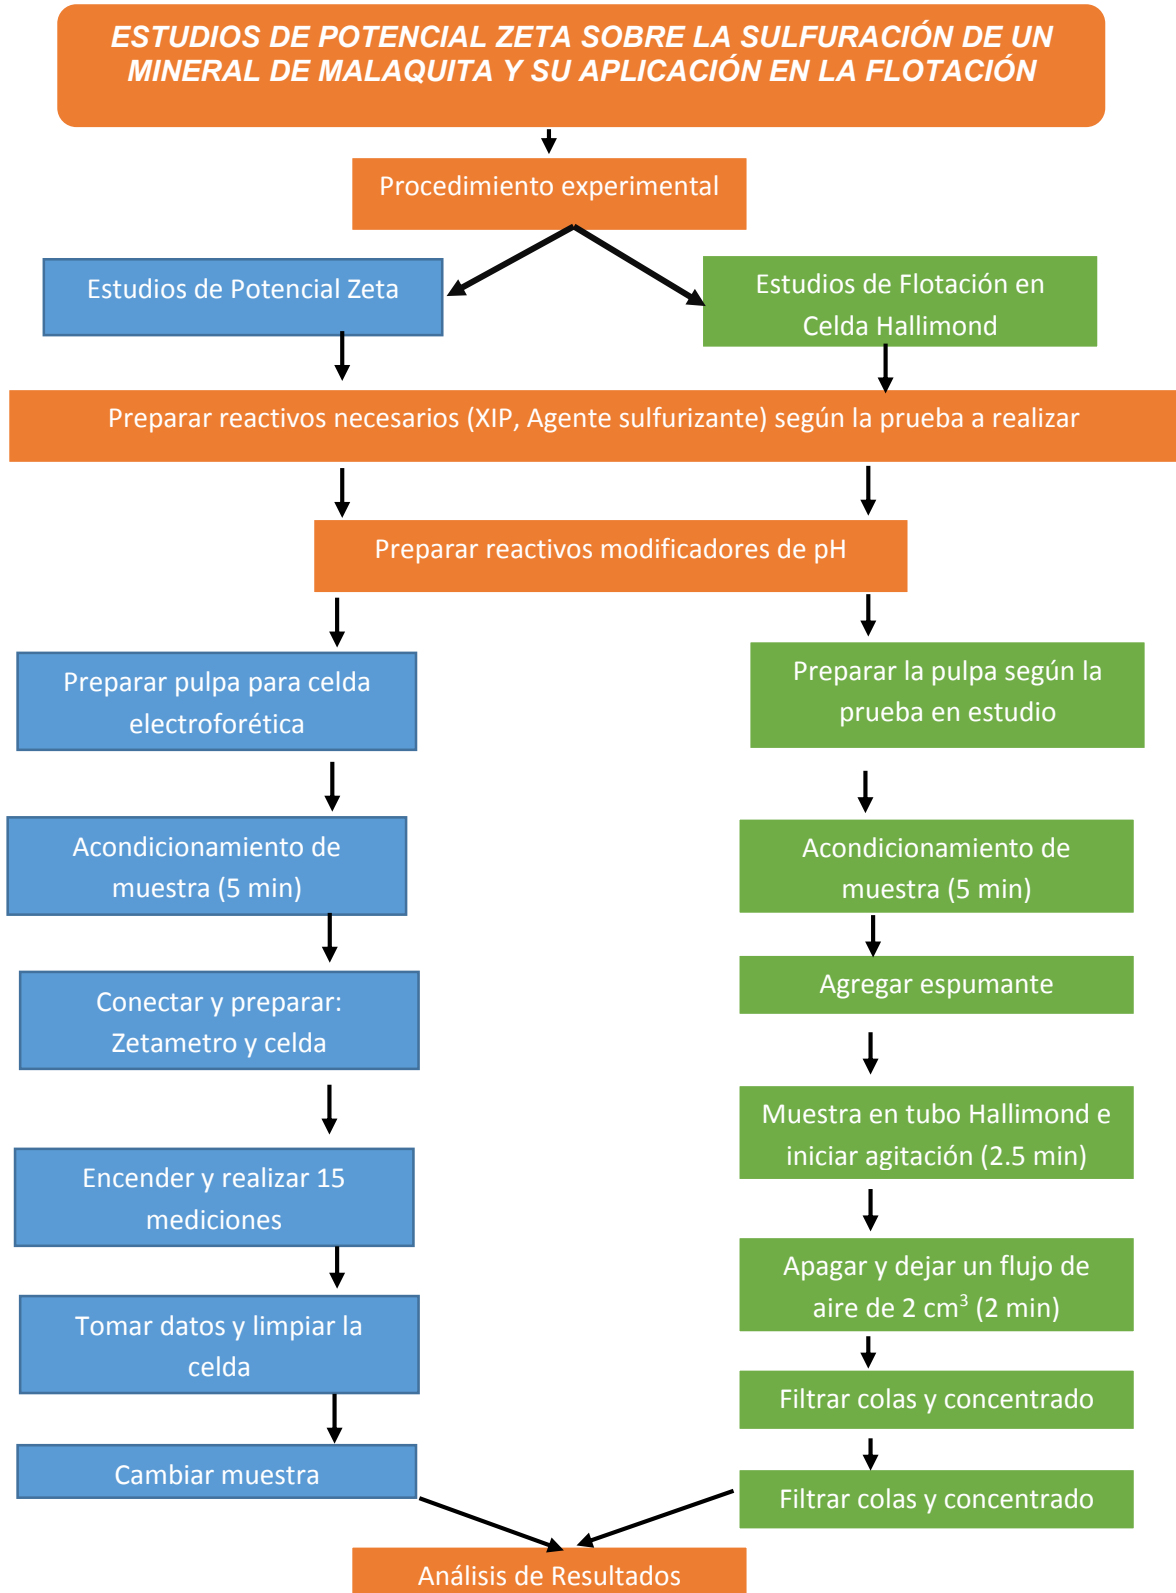 ESTUDIOS DE POTENCIAL ZETA SOBRE LA SULFURACIÓN DE UN
MINERAL DE MALAQUITA Y SU APLICACIÓN EN LA FLOTACIÓN
Procedimiento experimental
Estudios de Potencial Zeta
Estudios de Flotación en
Celda Hallimond
Preparar reactivos necesarios (XIP, Agente sulfurizante) según la prueba a realizar
Preparar reactivos modificadores de pH
Preparar pulpa para celda
electroforética
Acondicionamiento de
muestra (5 min)
Conectar y preparar:
Zetametro y celda
Encender y realizar 15
mediciones
Tomar datos y limpiar la
celda
Cambiar muestra
Preparar la pulpa según la
prueba en estudio
Acondicionamiento de
muestra (5 min)
Agregar espumante
Muestra en tubo Hallimond e
iniciar agitación (2.5 min)
Apagar y dejar un flujo de
aire de 2 cm³ (2 min)
Filtrar colas y concentrado
Filtrar colas y concentrado
Análisis de Resultados